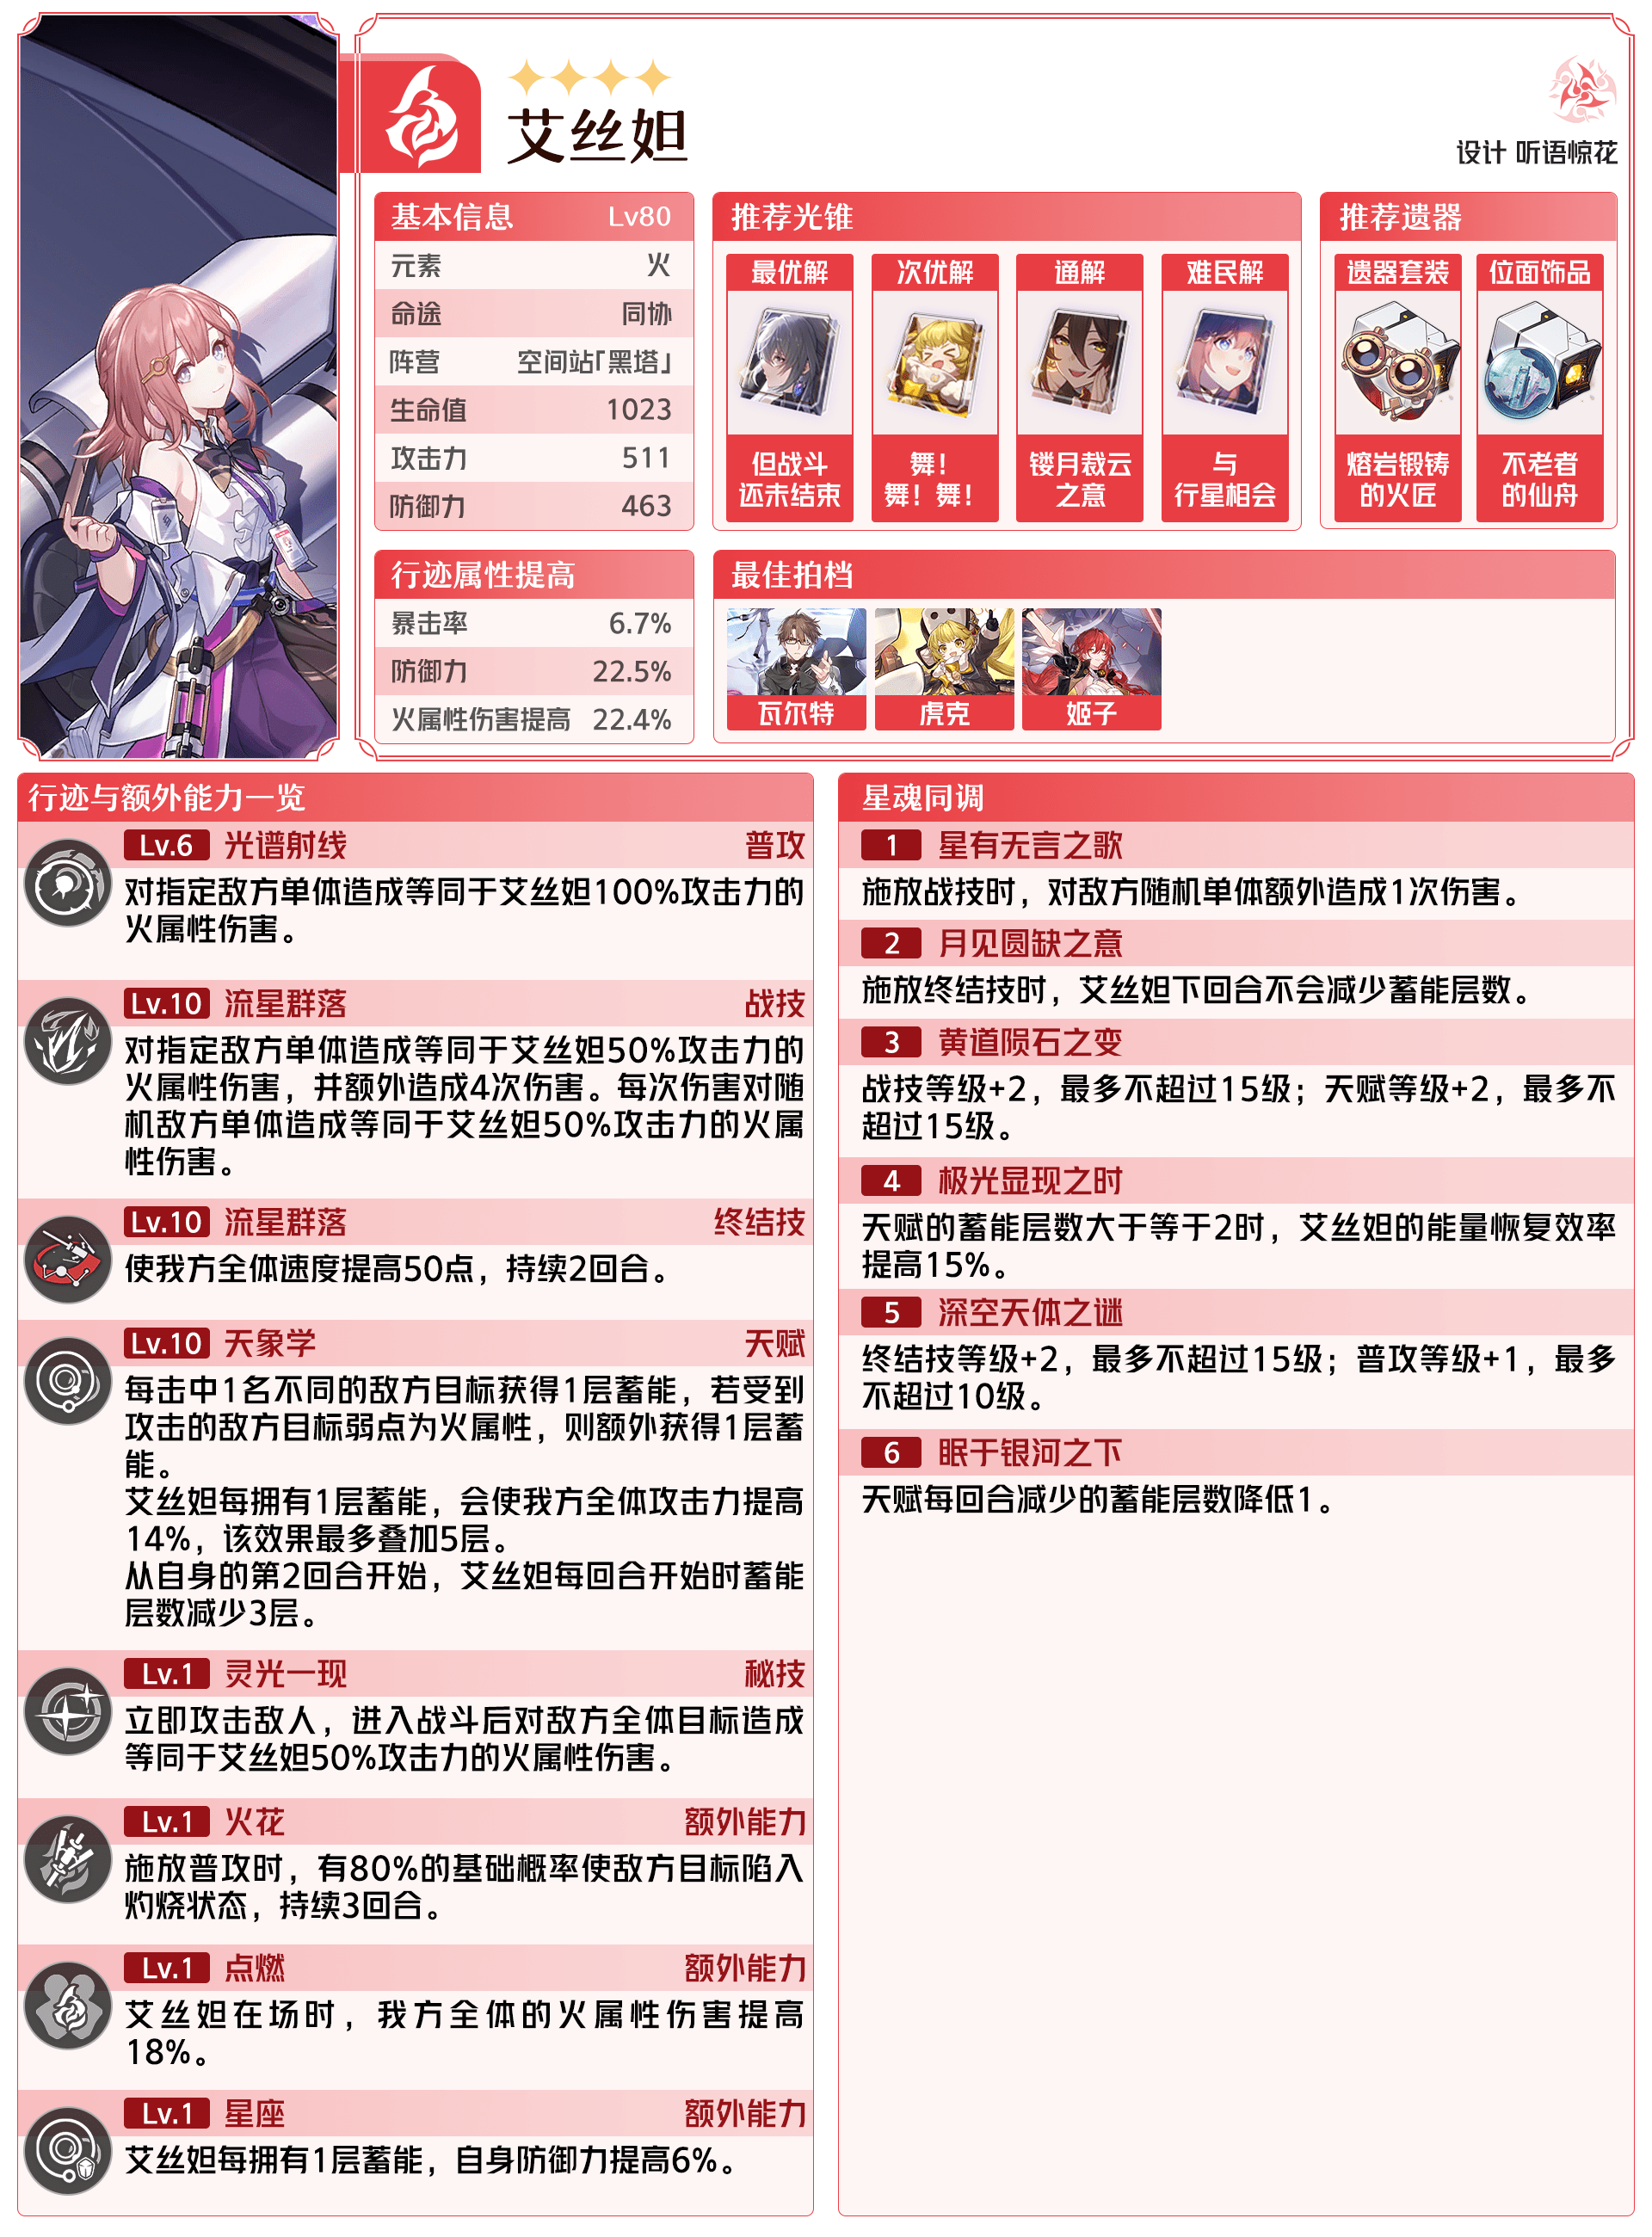 艾丝妲
设计 听语惊花
基本信息 Lv80
元素 火
命途 同协
阵营 空间站「黑塔」
生命值 1023
攻击力 511
防御力 463
推荐光锥
最优解
但战斗
还未结束
次优解
舞！
舞！舞！
通解
镂月裁云
之意
难民解
与
行星相会
推荐遗器
遗器套装
熔岩锻铸
的火匠
位面饰品
不老者
的仙舟
行迹属性提高
暴击率 6.7%
防御力 22.5%
火属性伤害提高 22.4%
最佳拍档
瓦尔特
虎克
姬子
行迹与额外能力一览
Lv.6 光谱射线 普攻
对指定敌方单体造成等同于艾丝妲100%攻击力的
火属性伤害。
Lv.10 流星群落 战技
对指定敌方单体造成等同于艾丝妲50%攻击力的
火属性伤害，并额外造成4次伤害。每次伤害对随
机敌方单体造成等同于艾丝妲50%攻击力的火属
性伤害。
Lv.10 流星群落 终结技
使我方全体速度提高50点，持续2回合。
Lv.10 天象学 天赋
每击中1名不同的敌方目标获得1层蓄能，若受到
攻击的敌方目标弱点为火属性，则额外获得1层蓄
能。
艾丝妲每拥有1层蓄能，会使我方全体攻击力提高
14%，该效果最多叠加5层。
从自身的第2回合开始，艾丝妲每回合开始时蓄能
层数减少3层。
Lv.1 灵光一现 秘技
立即攻击敌人，进入战斗后对敌方全体目标造成
等同于艾丝妲50%攻击力的火属性伤害。
Lv.1 火花 额外能力
施放普攻时，有80%的基础概率使敌方目标陷入
灼烧状态，持续3回合。
Lv.1 点燃 额外能力
艾丝妲在场时，我方全体的火属性伤害提高
18%。
Lv.1 星座 额外能力
艾丝妲每拥有1层蓄能，自身防御力提高6%。
星魂同调
1 星有无言之歌
施放战技时，对敌方随机单体额外造成1次伤害。
2 月见圆缺之意
施放终结技时，艾丝妲下回合不会减少蓄能层数。
3 黄道陨石之变
战技等级+2，最多不超过15级；天赋等级+2，最多不
超过15级。
4 极光显现之时
天赋的蓄能层数大于等于2时，艾丝妲的能量恢复效率
提高15%。
5 深空天体之谜
终结技等级+2，最多不超过15级；普攻等级+1，最多
不超过10级。
6 眠于银河之下
天赋每回合减少的蓄能层数降低1。